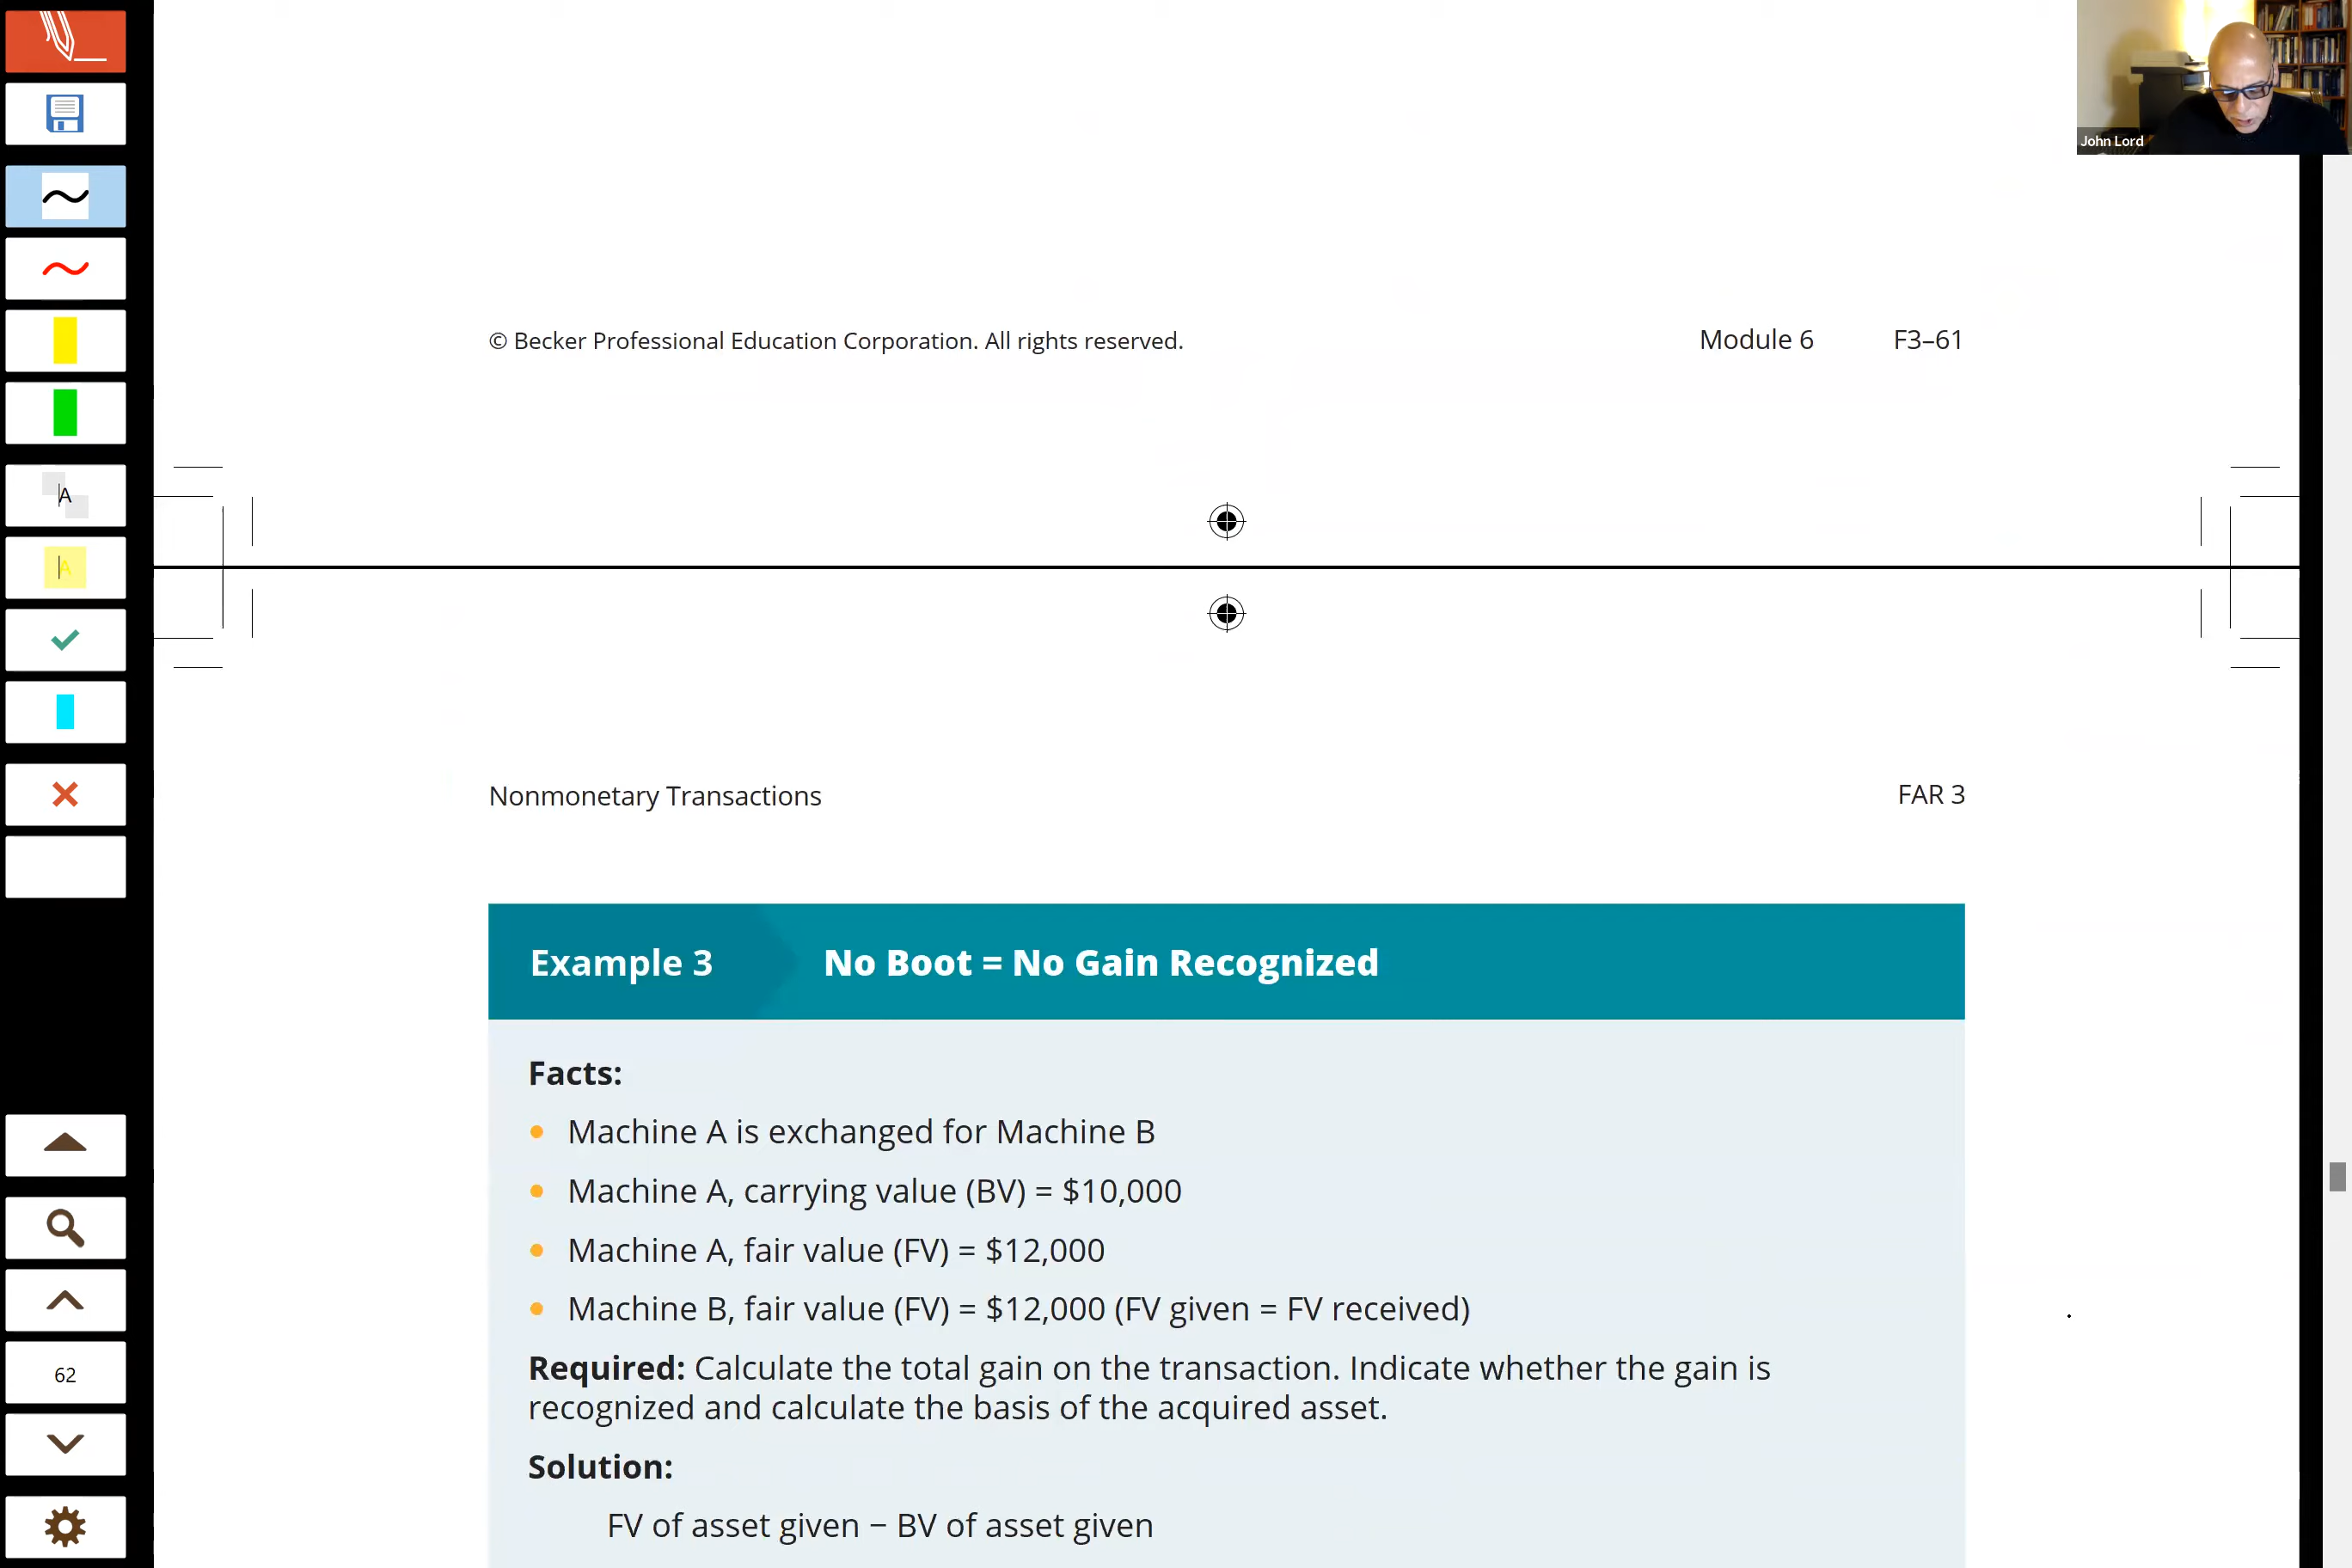 John Lord
© Becker Professional Education Corporation. All rights reserved. Module 6 F3–61
Nonmonetary Transactions FAR 3
Example 3 No Boot = No Gain Recognized
Facts:
• Machine A is exchanged for Machine B
• Machine A, carrying value (BV) = $10,000
• Machine A, fair value (FV) = $12,000
• Machine B, fair value (FV) = $12,000 (FV given = FV received)
Required: Calculate the total gain on the transaction. Indicate whether the gain is
recognized and calculate the basis of the acquired asset.
Solution:
FV of asset given − BV of asset given
A
A
62